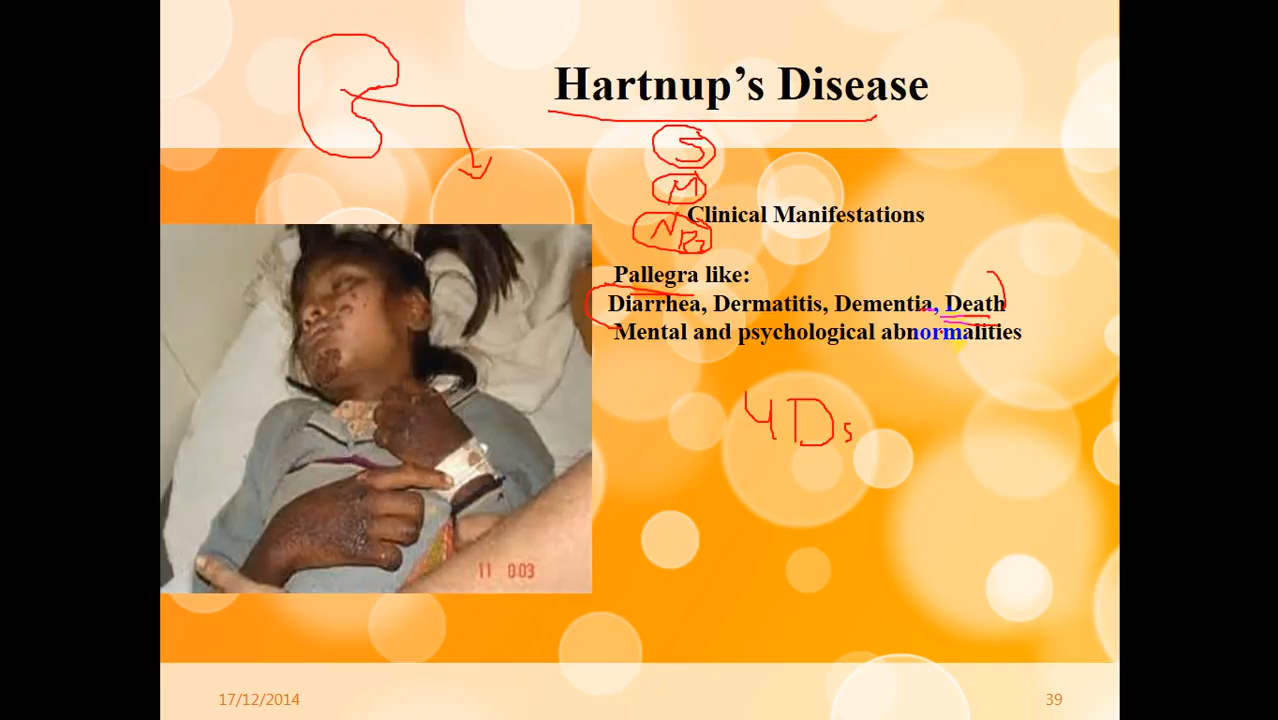 Hartnup's Disease
S
M
N B3
Clinical Manifestations
Pallegra like:
Diarrhea, Dermatitis, Dementia, Death
Mental and psychological abnormalities
4Ds
11 0:03
17/12/2014
39